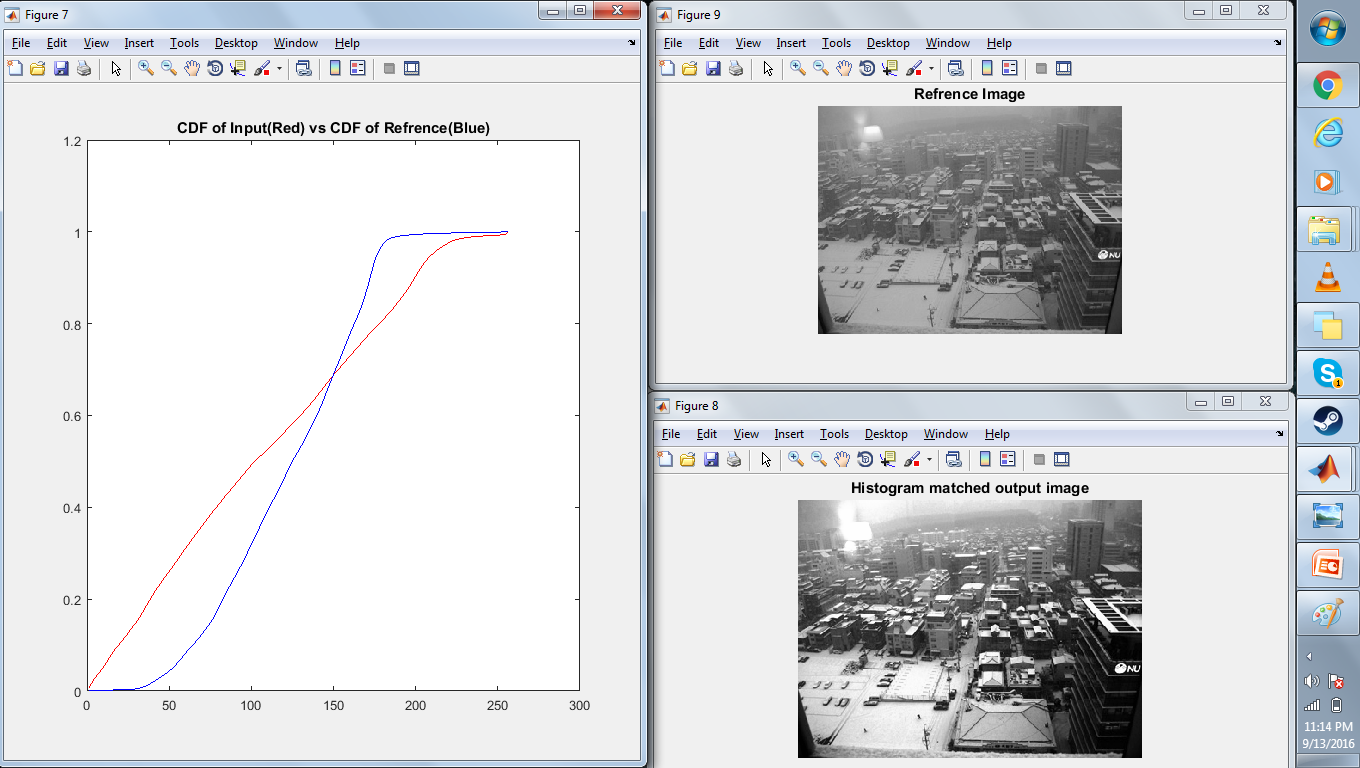 Figure 7
File Edit View Insert Tools Desktop Window Help
CDF of Input(Red) vs CDF of Refrence(Blue)
1.2
1
0.8
0.6
0.4
0.2
0
0 50 100 150 200 250 300
Figure 9
File Edit View Insert Tools Desktop Window Help
Refrence Image
NU
Figure 8
File Edit View Insert Tools Desktop Window Help
Histogram matched output image
NU
S
1
11:14 PM
9/13/2016